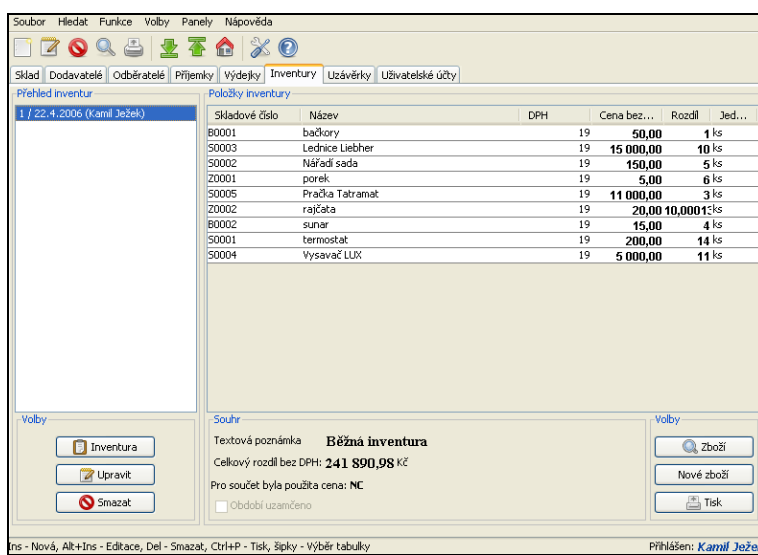 Soubor Hledat Funkce Volby Panely Nápověda
Sklad Dodavatelé Odběratelé Příjemky Výdejky Inventury Uzávěrky Uživatelské účty
Přehled inventur
1 / 22.4.2006 (Kamil Ježek)
Položky inventury
Skladové číslo Název DPH Cena bez... Rozdíl Jed...
B0001 bačkory 19 50,00 1 ks
S0003 Lednice Liebher 19 15 000,00 10 ks
S0002 Nářadí sada 19 150,00 5 ks
Z0001 porek 19 5,00 6 ks
S0005 Pračka Tatramat 19 11 000,00 3 ks
Z0002 rajčata 19 20,00 ks
B0002 sunar 19 15,00 4 ks
S0001 termostat 19 200,00 14 ks
S0004 Vysavač LUX 19 5 000,00 11 ks
Volby
Inventura
Upravit
Smazat
Souhr
Textová poznámka Běžná inventura
Celkový rozdíl bez DPH: 241 890,98 Kč
Pro součet byla použita cena: NC
Období uzamčeno
Volby
Zboží
Nové zboží
Tisk
Ins - Nová, Alt+Ins - Editace, Del - Smazat, Ctrl+P - Tisk, šipky - Výběr tabulky Přihlášen: Kamil Ježe